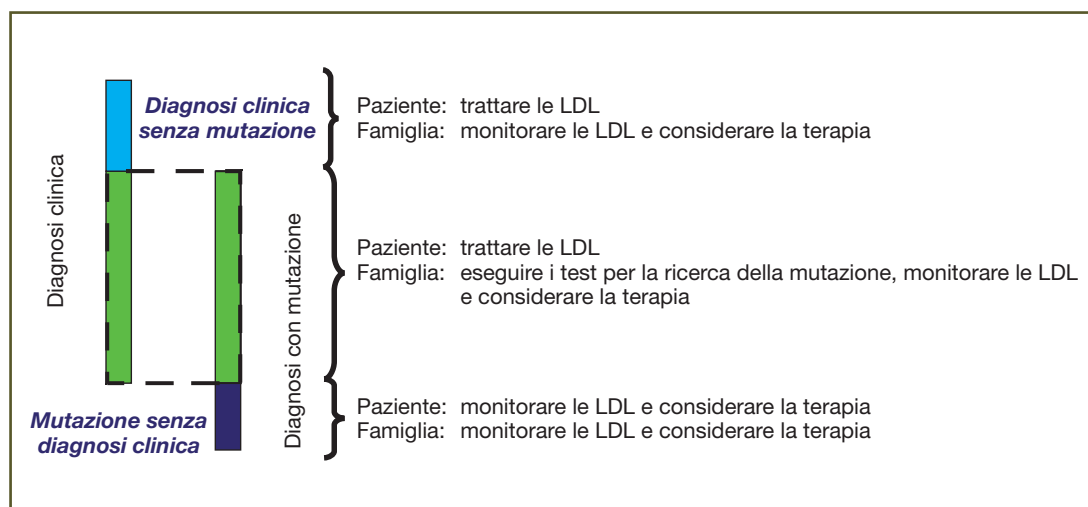 Diagnosi clinica
Diagnosi clinica
senza mutazione
Paziente: trattare le LDL
Famiglia: monitorare le LDL e considerare la terapia
Diagnosi con mutazione
Paziente: trattare le LDL
Famiglia: eseguire i test per la ricerca della mutazione, monitorare le LDL
e considerare la terapia
Mutazione senza
diagnosi clinica
Paziente: monitorare le LDL e considerare la terapia
Famiglia: monitorare le LDL e considerare la terapia